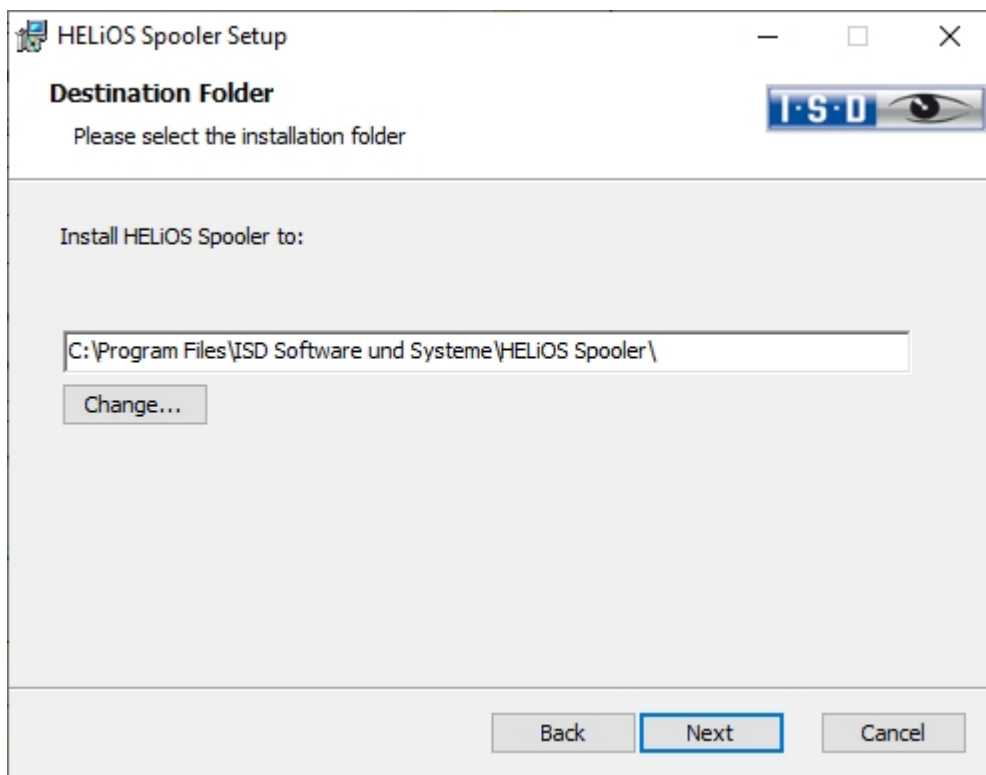 HELiOS Spooler Setup
Destination Folder
Please select the installation folder
I·S·D
Install HELiOS Spooler to:
C:\Program Files\ISD Software und Systeme\HELiOS Spooler\
Change...
Back Next Cancel